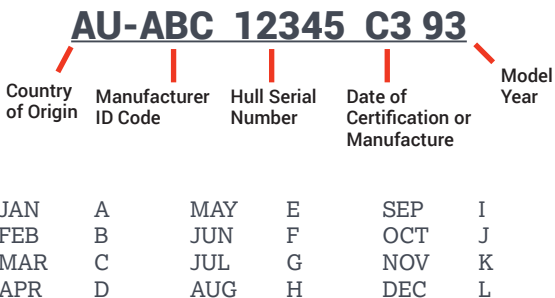 AU-ABC 12345 C3 93
Country of Origin
Manufacturer ID Code
Hull Serial Number
Date of Certification or Manufacture
Model Year
JAN A MAY E SEP I
FEB B JUN F OCT J
MAR C JUL G NOV K
APR D AUG H DEC L